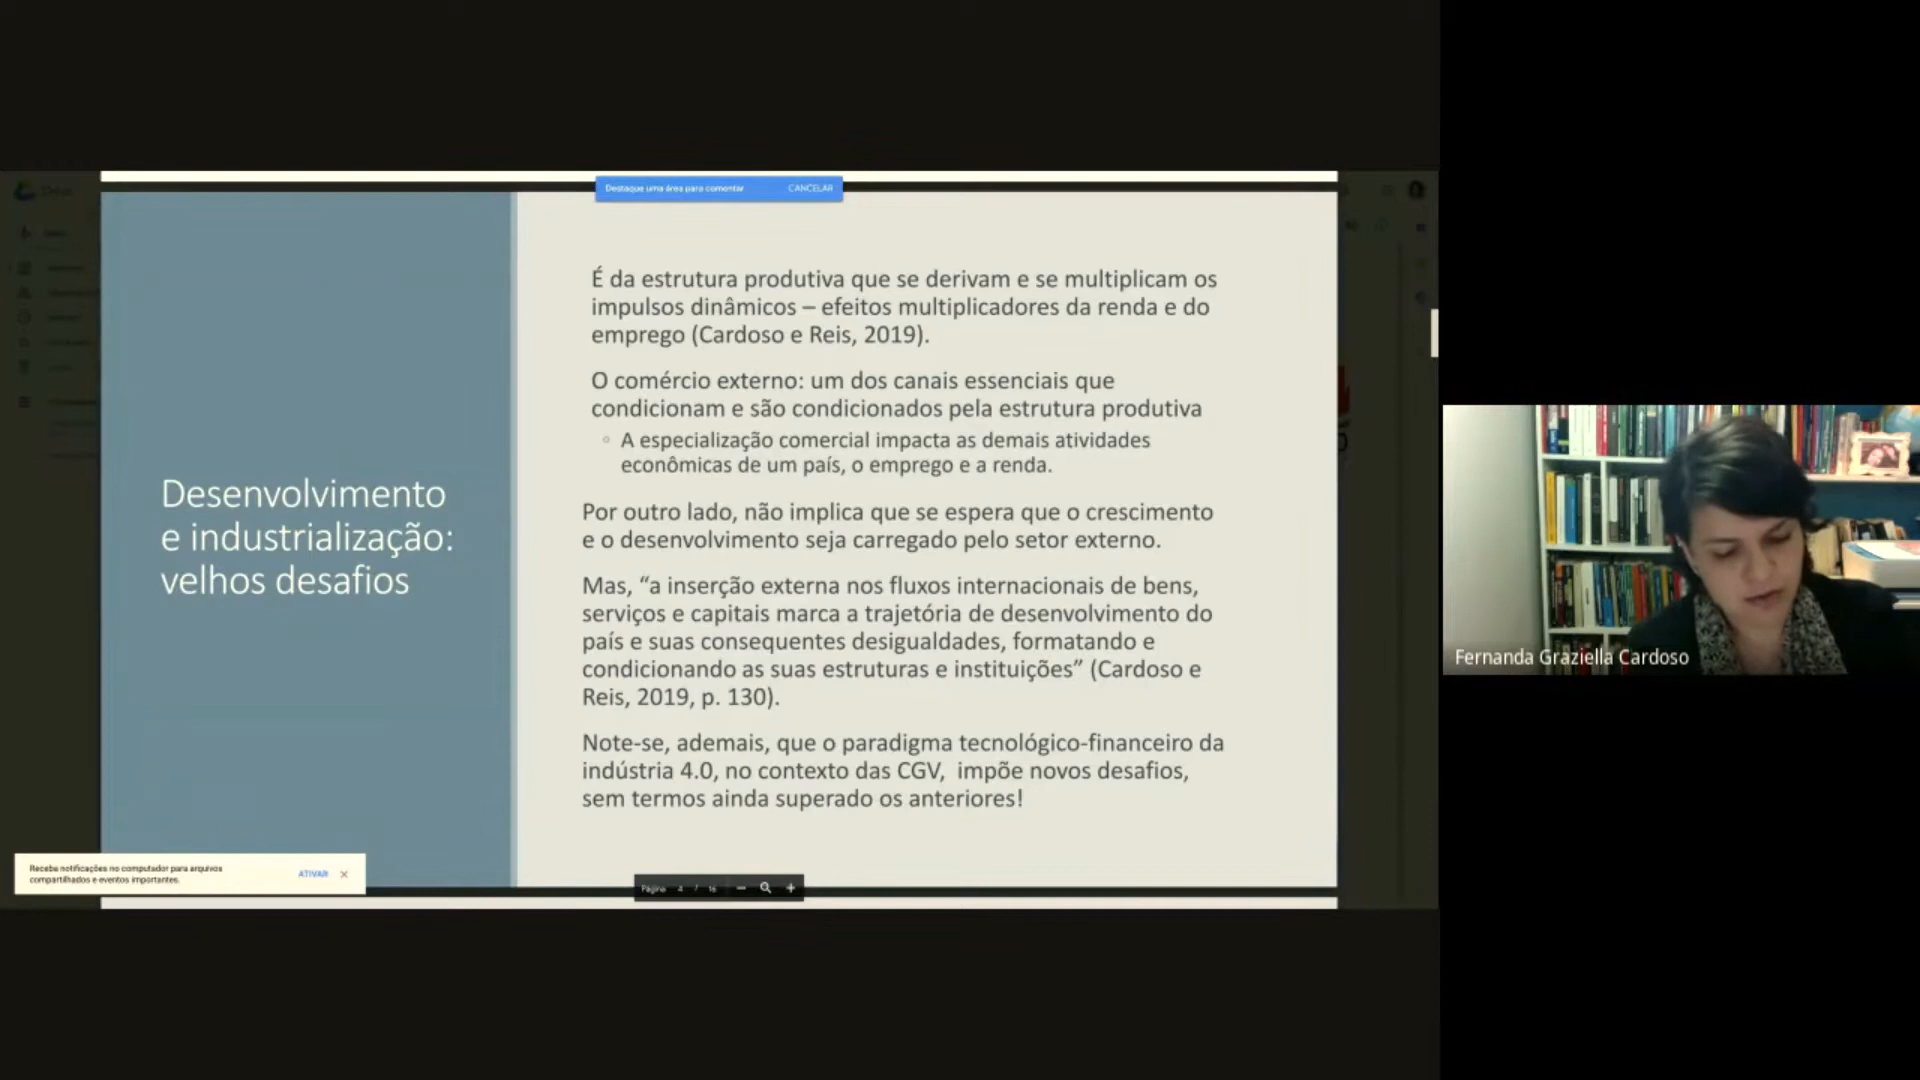 Destaque uma área para comentar
CANCELAR
É da estrutura produtiva que se derivam e se multiplicam os
impulsos dinâmicos – efeitos multiplicadores da renda e do
emprego (Cardoso e Reis, 2019).
O comércio externo: um dos canais essenciais que
condicionam e são condicionados pela estrutura produtiva
◦ A especialização comercial impacta as demais atividades
econômicas de um país, o emprego e a renda.
Desenvolvimento
e industrialização:
velhos desafios
Por outro lado, não implica que se espera que o crescimento
e o desenvolvimento seja carregado pelo setor externo.
Mas, “a inserção externa nos fluxos internacionais de bens,
serviços e capitais marca a trajetória de desenvolvimento do
país e suas consequentes desigualdades, formatando e
condicionando as suas estruturas e instituições” (Cardoso e
Reis, 2019, p. 130).
Note-se, ademais, que o paradigma tecnológico-financeiro da
indústria 4.0, no contexto das CGV, impõe novos desafios,
sem termos ainda superado os anteriores!
Receba notificações no computador para arquivos
compartilhados e eventos importantes.
ATIVAR
Página 4 / 16
Fernanda Graziella Cardoso